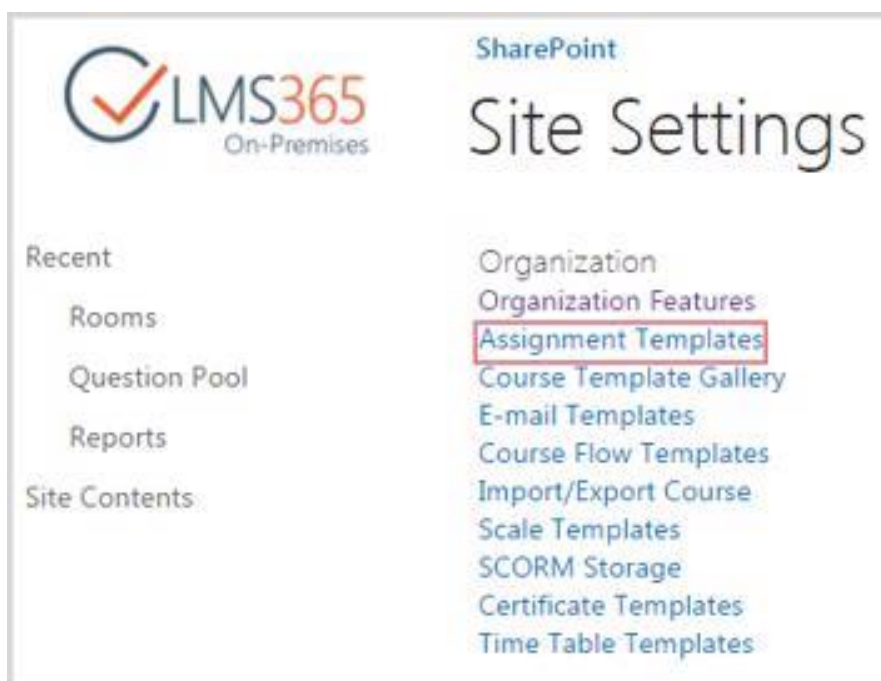 LMS365
On-Premises
SharePoint
Site Settings
Recent
Rooms
Question Pool
Reports
Site Contents
Organization
Organization Features
Assignment Templates
Course Template Gallery
E-mail Templates
Course Flow Templates
Import/Export Course
Scale Templates
SCORM Storage
Certificate Templates
Time Table Templates